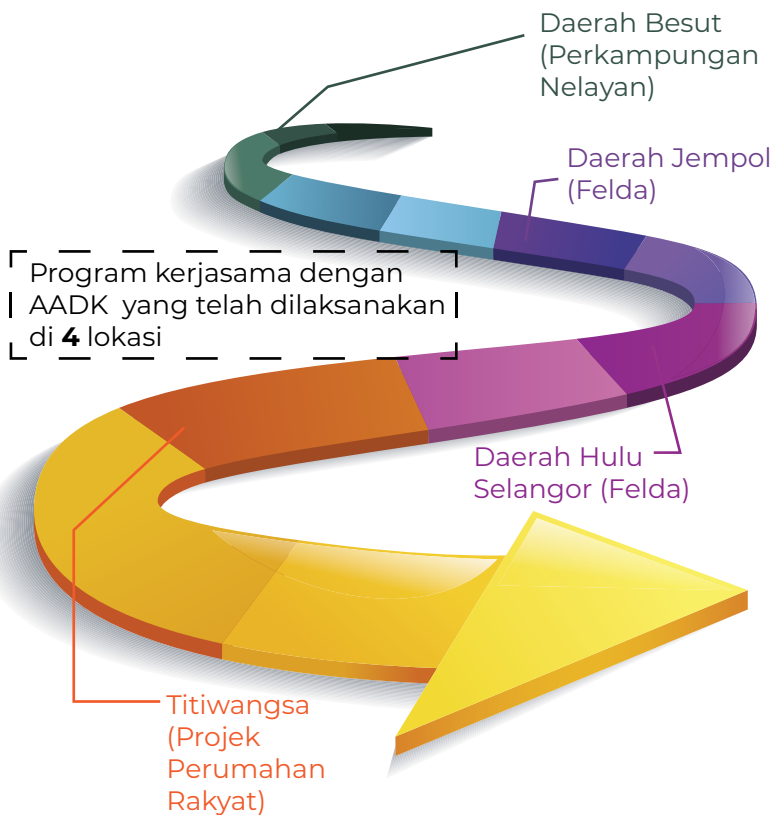 Daerah Besut
(Perkampungan
Nelayan)
Daerah Jempol
(Felda)
Program kerjasama dengan
AADK yang telah dilaksanakan
di 4 lokasi
Daerah Hulu
Selangor (Felda)
Titiwangsa
(Projek
Perumahan
Rakyat)